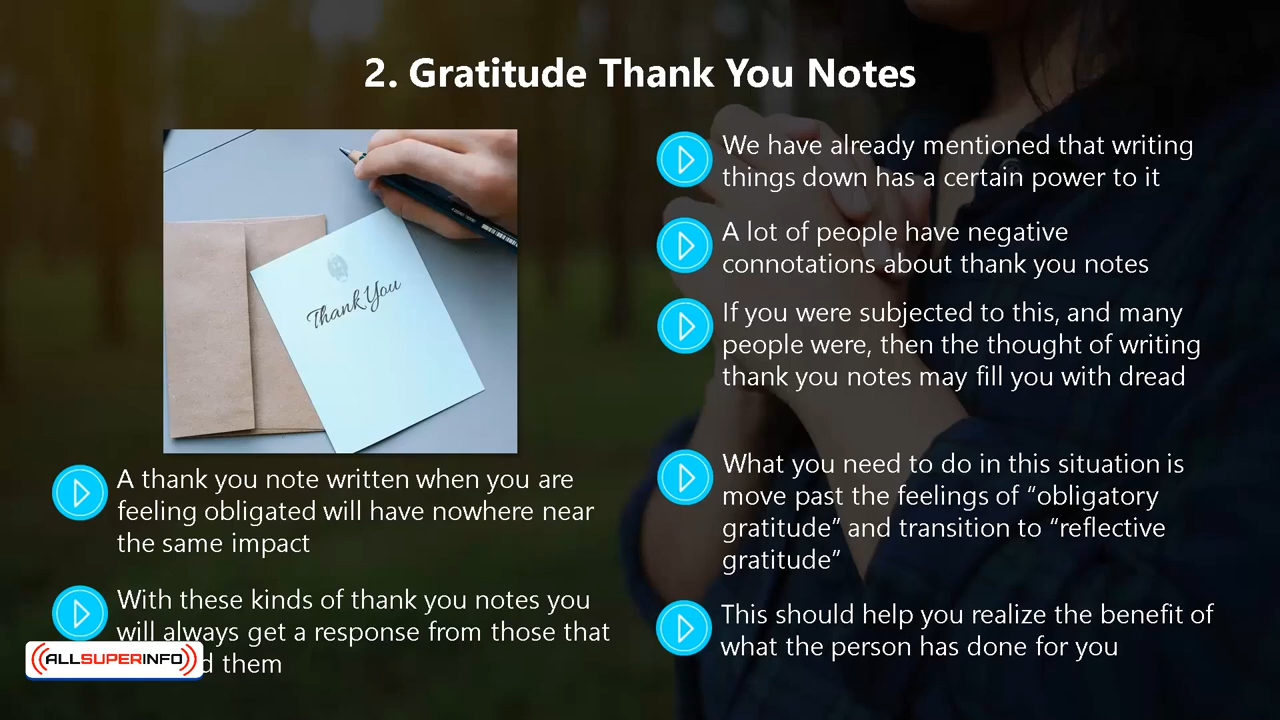 2. Gratitude Thank You Notes
Thank You
We have already mentioned that writing
things down has a certain power to it
A lot of people have negative
connotations about thank you notes
If you were subjected to this, and many
people were, then the thought of writing
thank you notes may fill you with dread
What you need to do in this situation is
move past the feelings of “obligatory
gratitude” and transition to “reflective
gratitude”
This should help you realize the benefit of
what the person has done for you
A thank you note written when you are
feeling obligated will have nowhere near
the same impact
With these kinds of thank you notes you
will always get a response from those that
them
ALLSUPERINFO